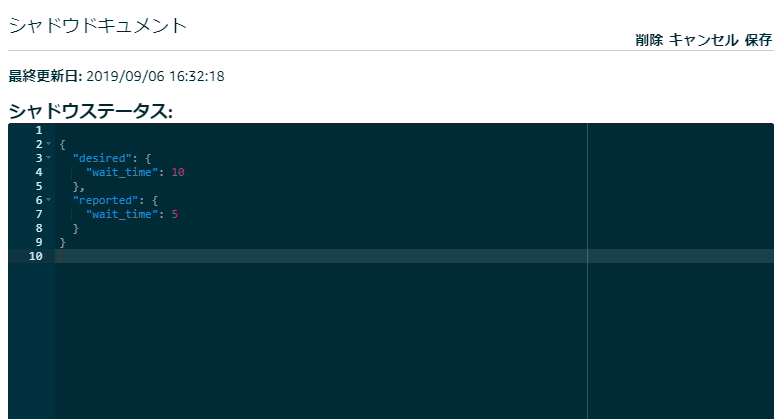 シャドウドキュメント
削除 キャンセル 保存
最終更新日: 2019/09/06 16:32:18
シャドウステータス:
1
2 {
3 "desired": {
4 "wait_time": 10
5 },
6 "reported": {
7 "wait_time": 5
8 }
9 }
10